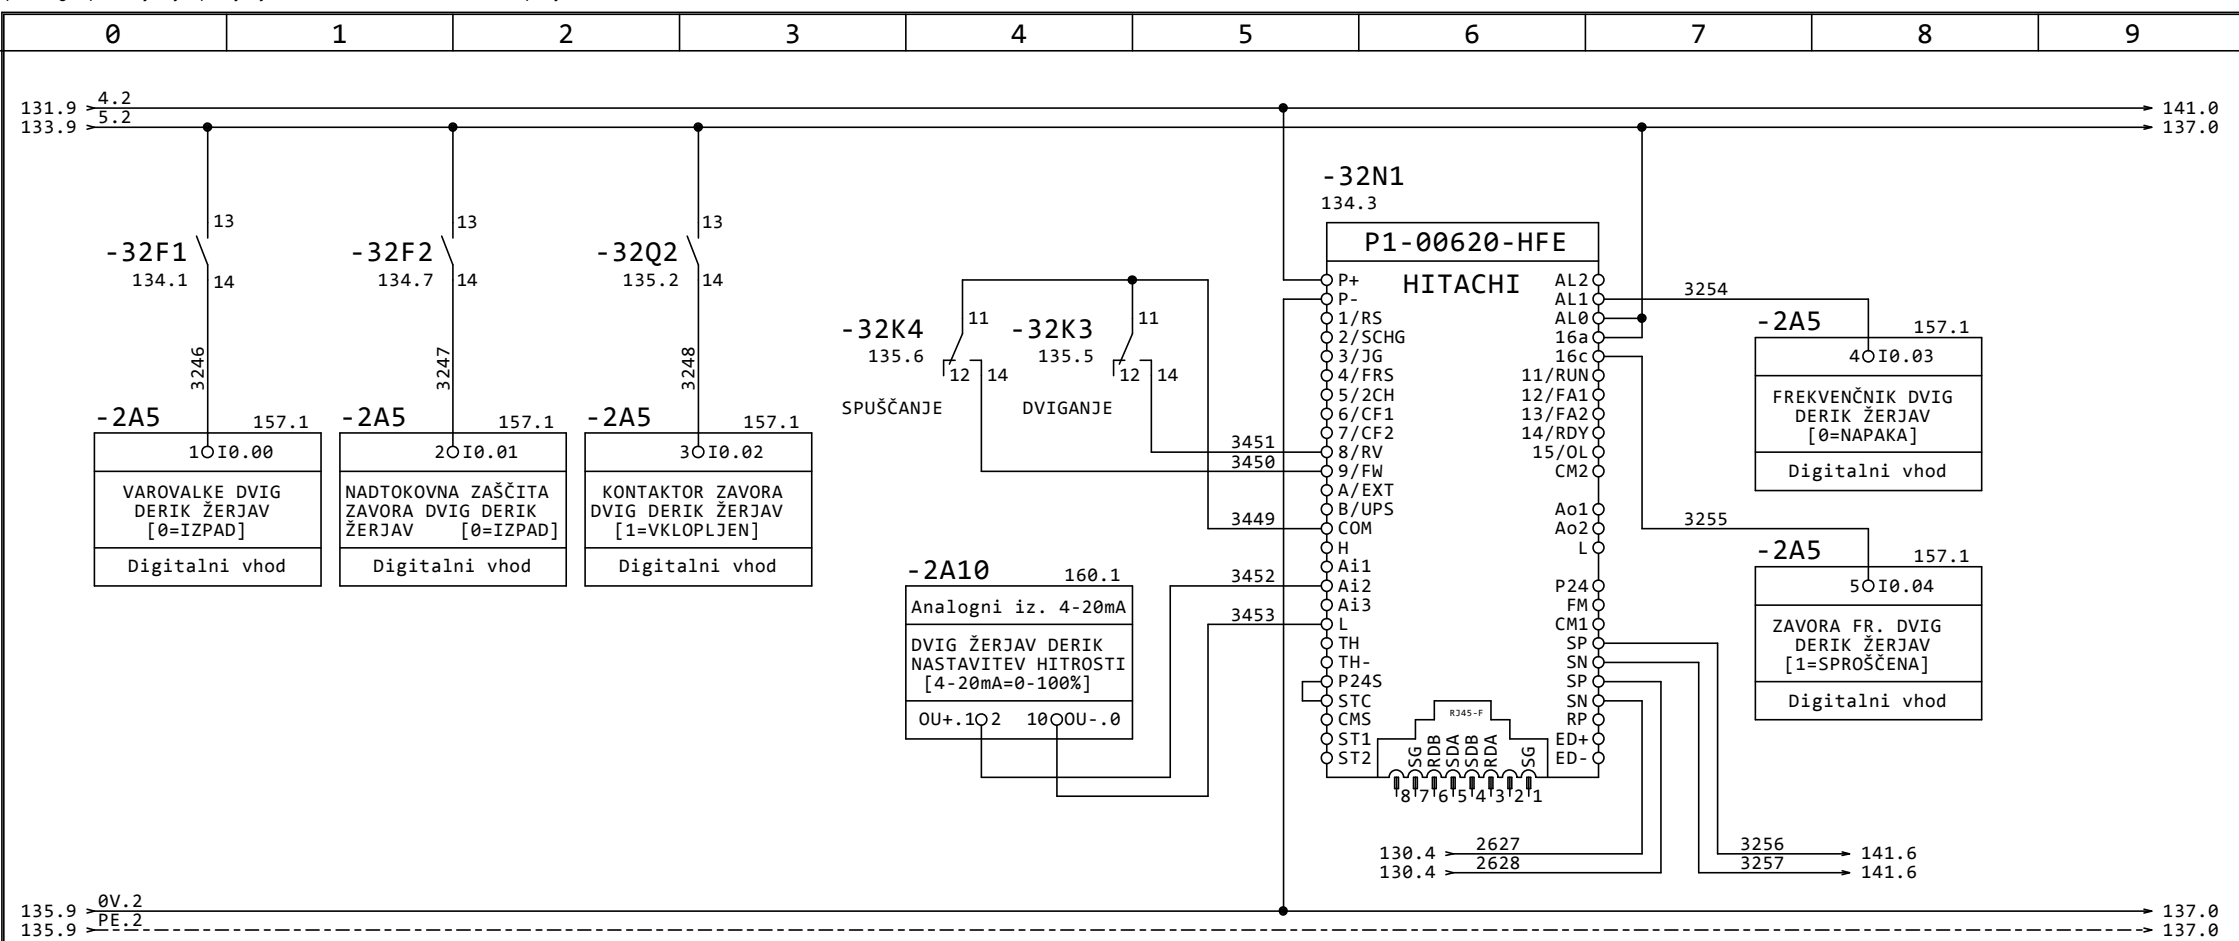 0 1 2 3 4 5 6 7 8 9
131.9 4.2 141.0
133.9 5.2 137.0
-32N1
134.3
P1-00620-HFE
HITACHI
13
-32F1
134.1 14
3246
13
-32F2
134.7 14
3247
13
-32Q2
135.2 14
3248
-2A5 157.1
1 I0.00
VAROVALKE DVIG
DERIK ŽERJAV
[0=IZPAD]
Digitalni vhod
-2A5 157.1
2 I0.01
NADTOKOVNA ZAŠČITA
ZAVORA DVIG DERIK
ŽERJAV [0=IZPAD]
Digitalni vhod
-2A5 157.1
3 I0.02
KONTAKTOR ZAVORA
DVIG DERIK ŽERJAV
[1=VKLOPLJEN]
Digitalni vhod
-32K4 11
135.6
12 14
SPUŠČANJE
-32K3 11
135.5
12 14
DVIGANJE
3451
3450
3449
3452
3453
-2A10 160.1
Analogni iz. 4-20mA
DVIG ŽERJAV DERIK
NASTAVITEV HITROSTI
[4-20mA=0-100%]
OU+.1 2 10 OU-.0
P+
P-
1/RS
2/SCHG
3/JG
4/FRS
5/2CH
6/CF1
7/CF2
8/RV
9/FW
A/EXT
B/UPS
COM
H
Ai1
Ai2
Ai3
L
TH
TH-
P24S
STC
CMS
ST1
ST2
AL2
AL1
AL0
16a
16c
11/RUN
12/FA1
13/FA2
14/RDY
15/OL
CM2
Ao1
Ao2
L
P24
FM
CM1
SP
SN
SP
SN
RP
ED+
ED-
RJ45-F
SG RDB SDA SDB RDA SG
8 7 6 5 4 3 2 1
3254
-2A5 157.1
4 I0.03
FREKVENČNIK DVIG
DERIK ŽERJAV
[0=NAPAKA]
Digitalni vhod
3255
-2A5 157.1
5 I0.04
ZAVORA FR. DVIG
DERIK ŽERJAV
[1=SPROŠČENA]
Digitalni vhod
130.4 2627
130.4 2628
3256 141.6
3257 141.6
135.9 0V.2 137.0
135.9 PE.2 137.0